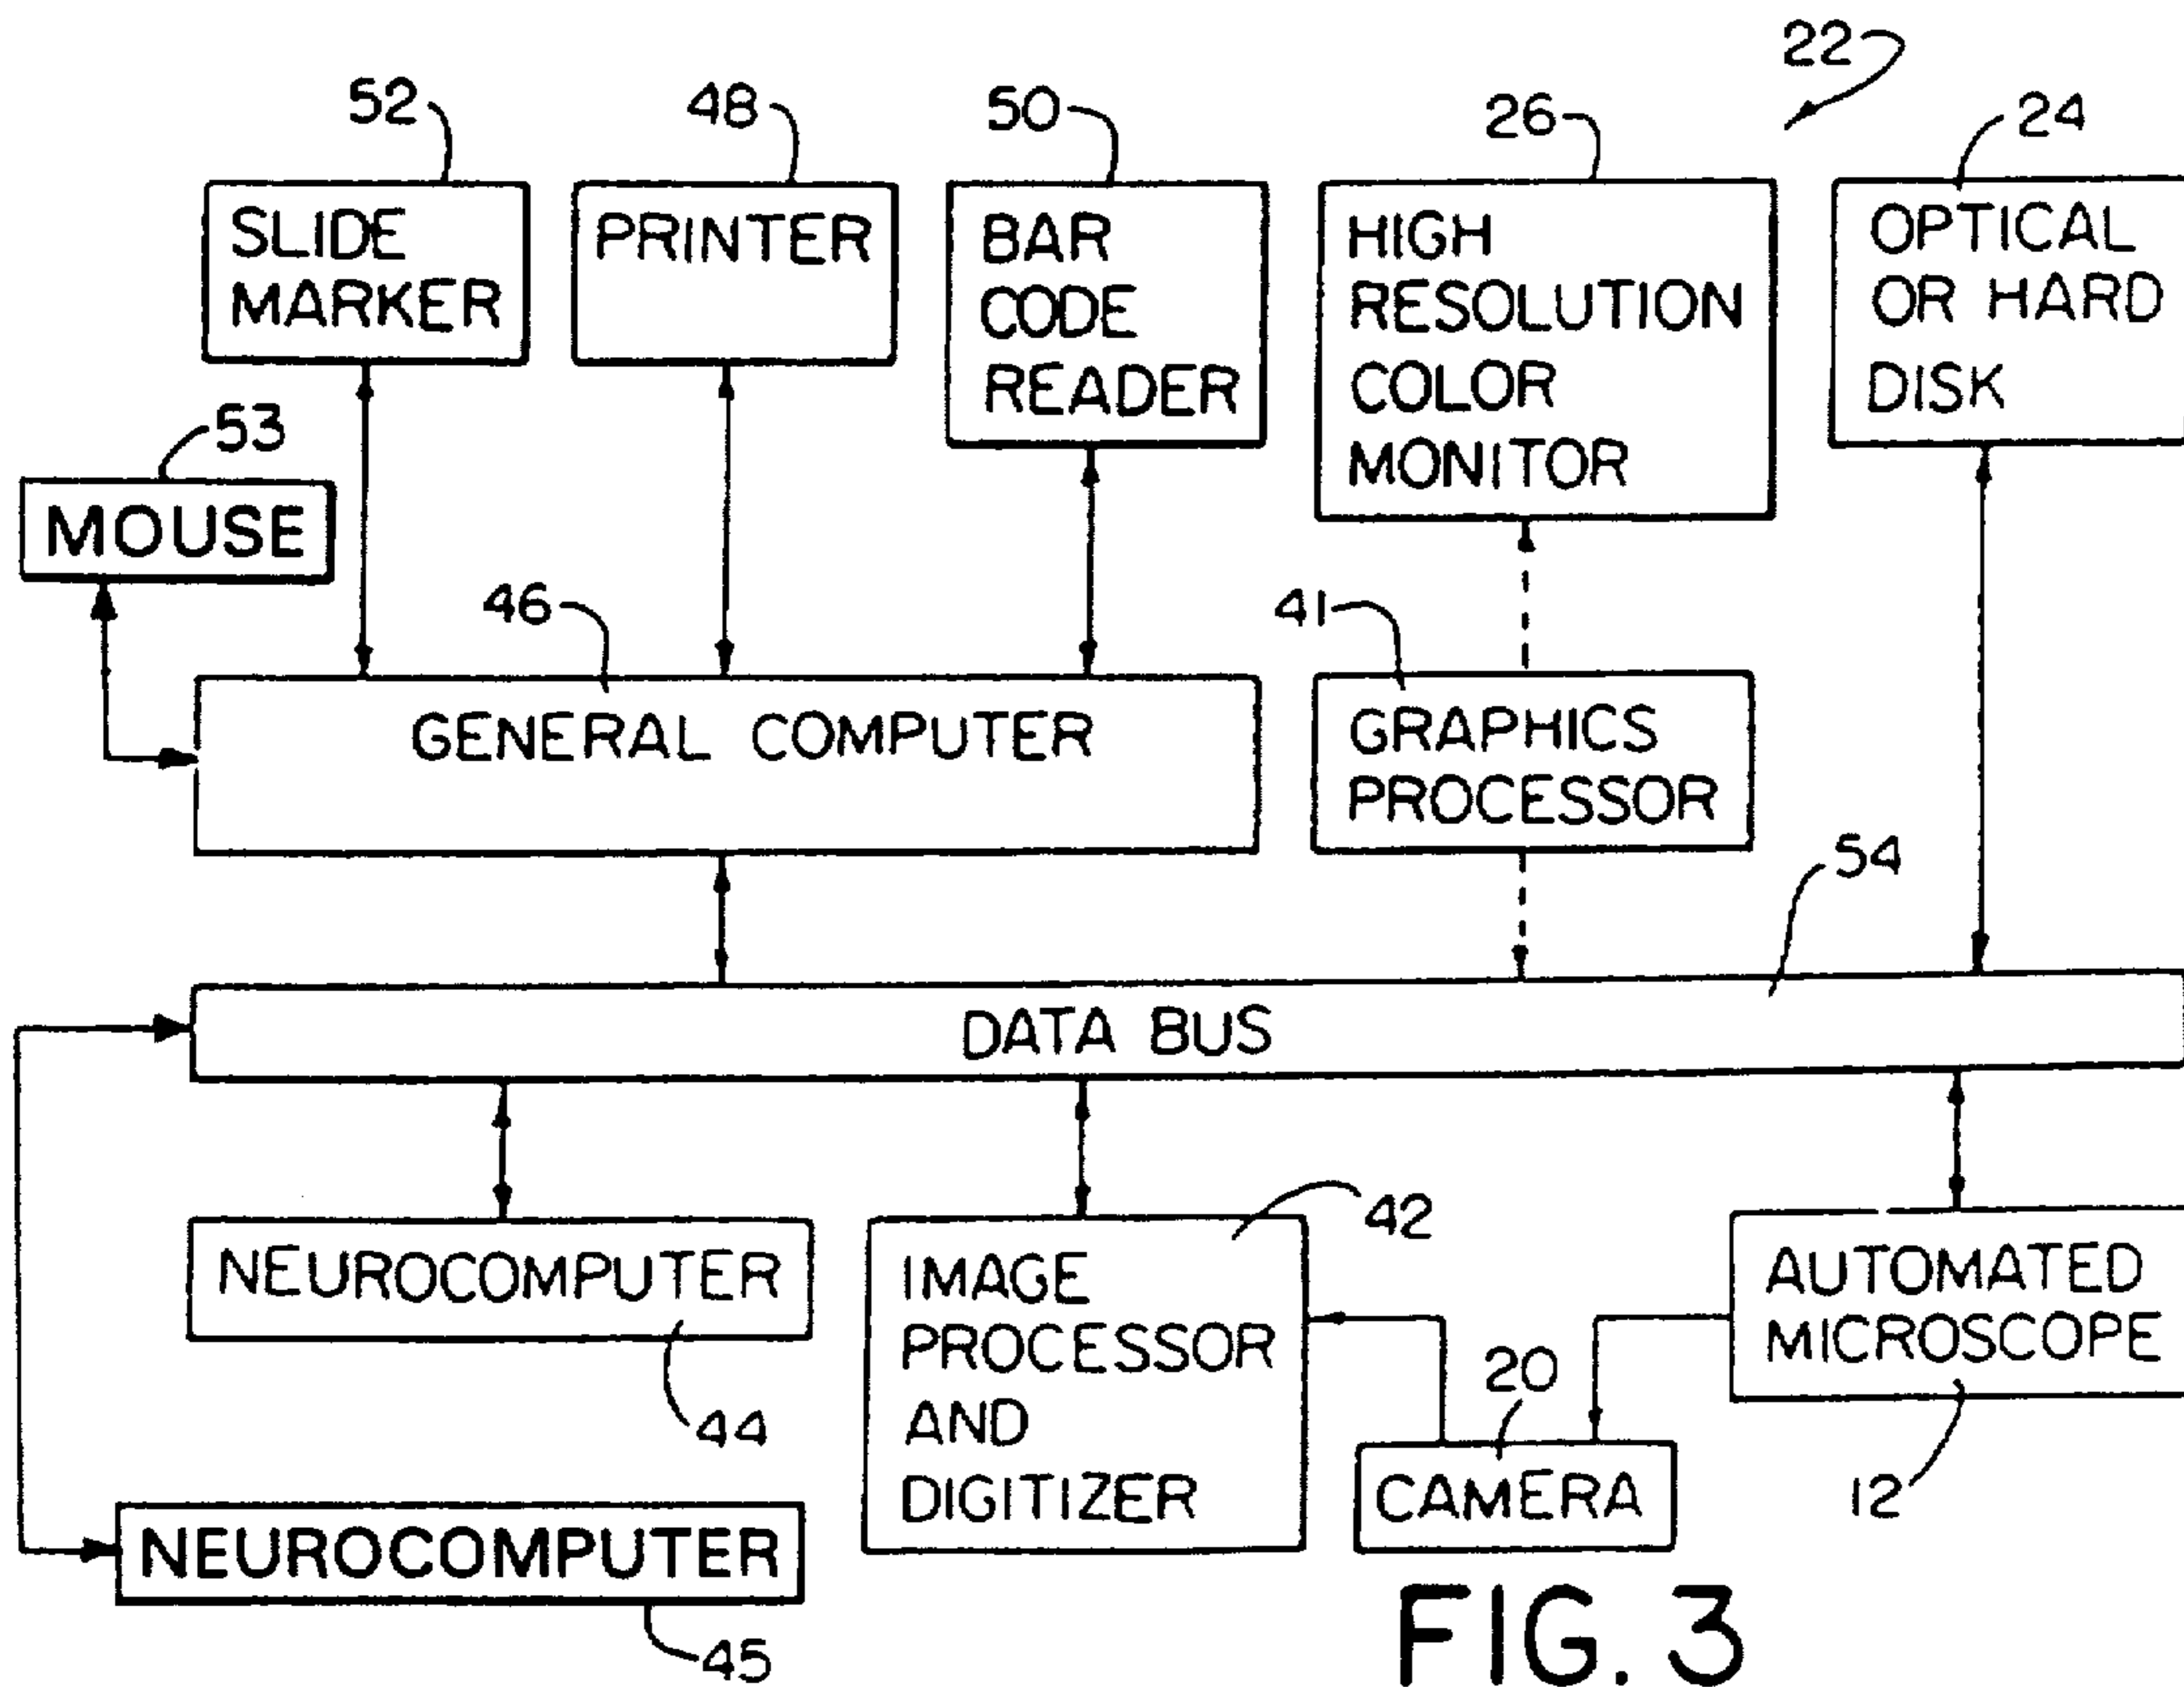 22
52
48
50
26
24
SLIDE
MARKER
PRINTER
BAR
CODE
READER
HIGH
RESOLUTION
COLOR
MONITOR
OPTICAL
OR HARD
DISK
53
MOUSE
46
41
GENERAL COMPUTER
GRAPHICS
PROCESSOR
54
DATA BUS
NEUROCOMPUTER
44
42
IMAGE
PROCESSOR
AND
DIGITIZER
AUTOMATED
MICROSCOPE
20
CAMERA
12
NEUROCOMPUTER
45
FIG. 3